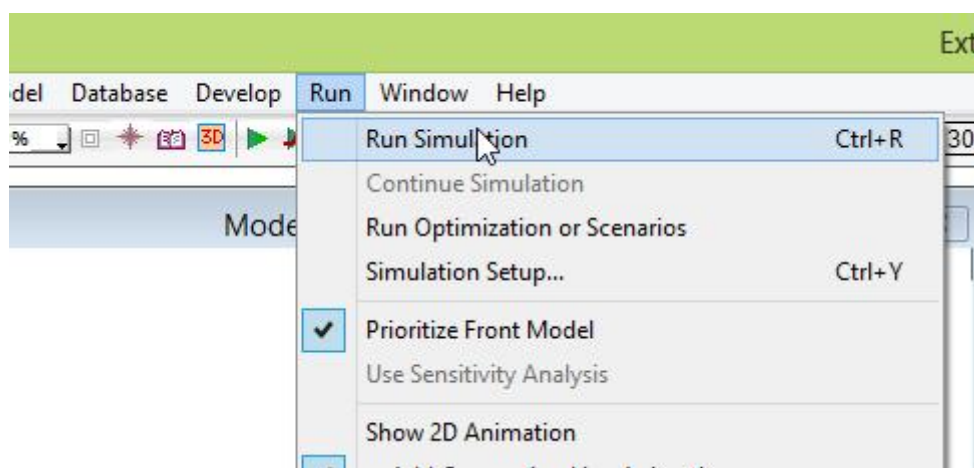 Ext
del Database Develop Run Window Help
% 3D 30
Run Simulation Ctrl+R
Continue Simulation
Mode
Run Optimization or Scenarios
Simulation Setup... Ctrl+Y
Prioritize Front Model
Use Sensitivity Analysis
Show 2D Animation